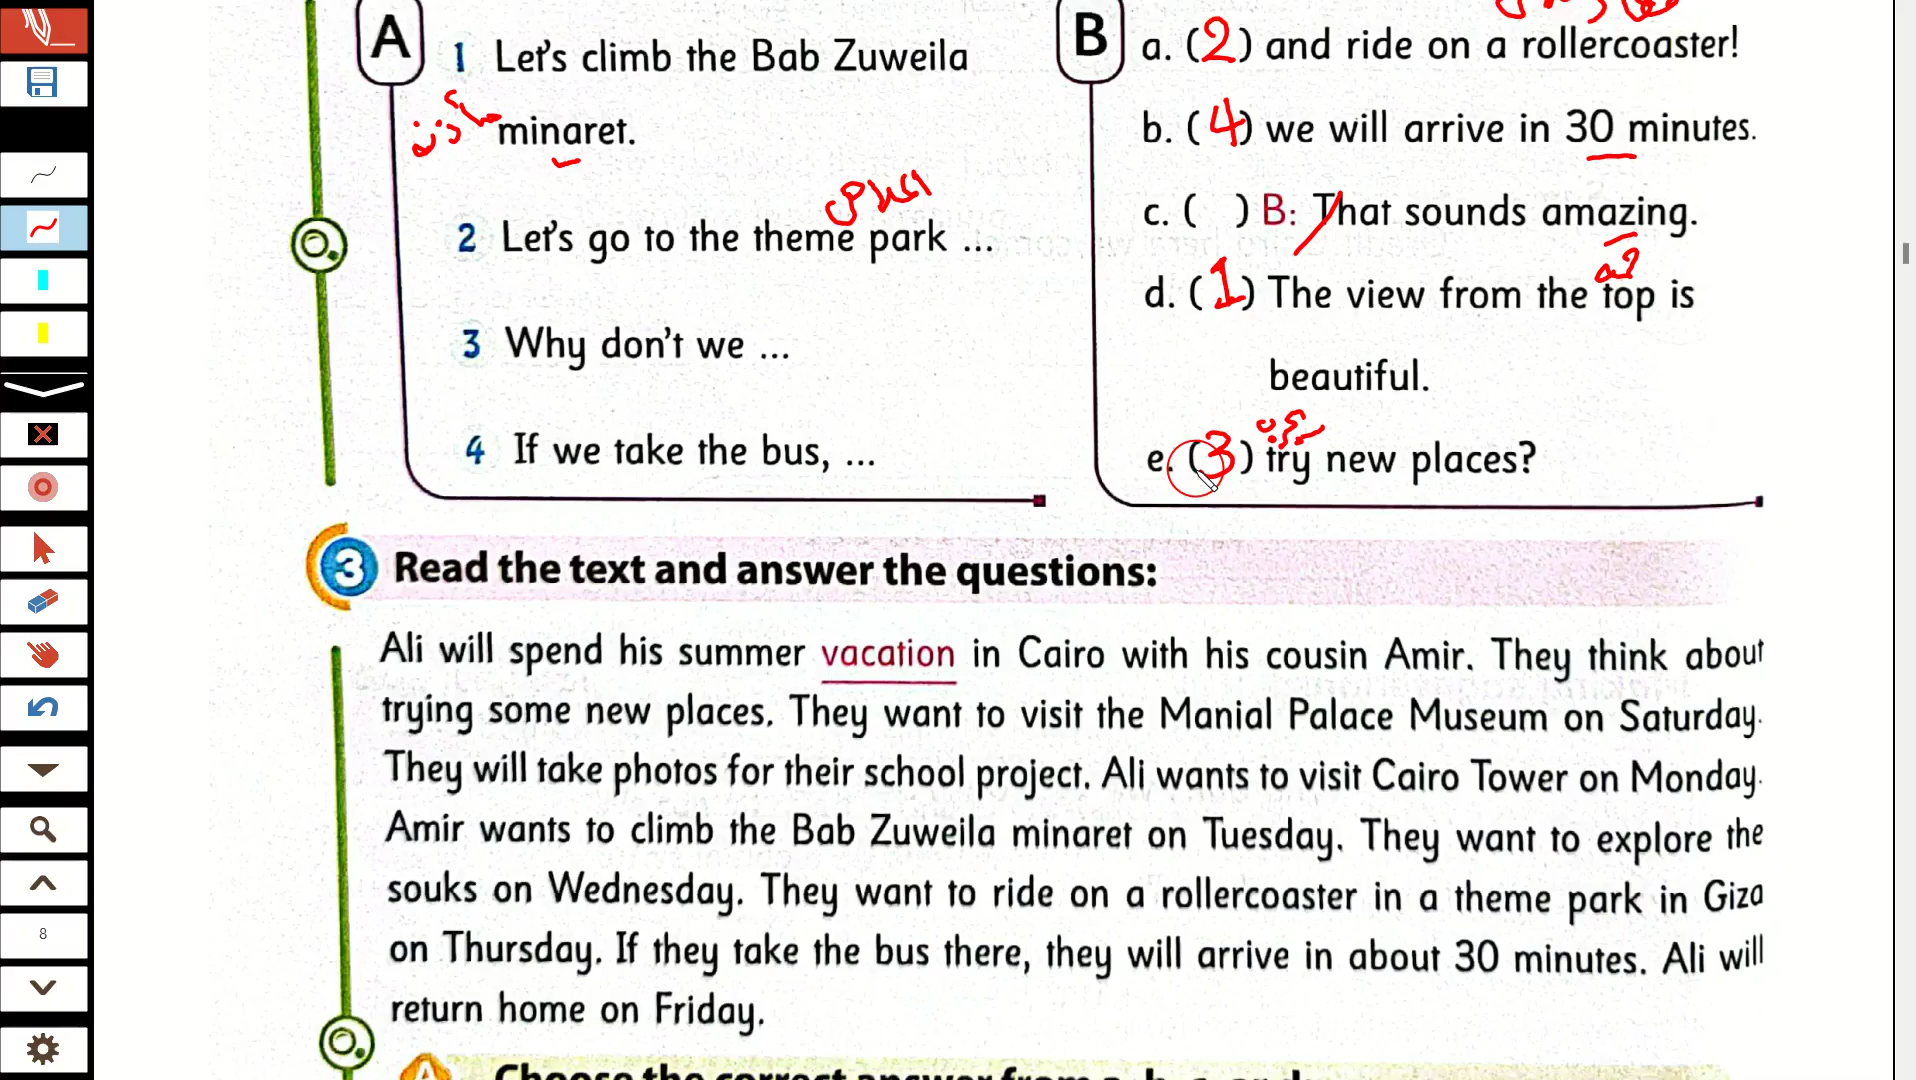 A
1 Let's climb the Bab Zuweila
minaret.
2 Let's go to the theme park ...
3 Why don't we ...
4 If we take the bus, ...
B
a. (2) and ride on a rollercoaster!
b. (4) we will arrive in 30 minutes.
c. ( ) B: That sounds amazing.
d. (1) The view from the top is
beautiful.
e. (3) try new places?
3 Read the text and answer the questions:
Ali will spend his summer vacation in Cairo with his cousin Amir. They think about
trying some new places. They want to visit the Manial Palace Museum on Saturday.
They will take photos for their school project. Ali wants to visit Cairo Tower on Monday.
Amir wants to climb the Bab Zuweila minaret on Tuesday. They want to explore the
souks on Wednesday. They want to ride on a rollercoaster in a theme park in Giza
on Thursday. If they take the bus there, they will arrive in about 30 minutes. Ali will
return home on Friday.
A Choose the correct answer from a, b, c, or d:
8